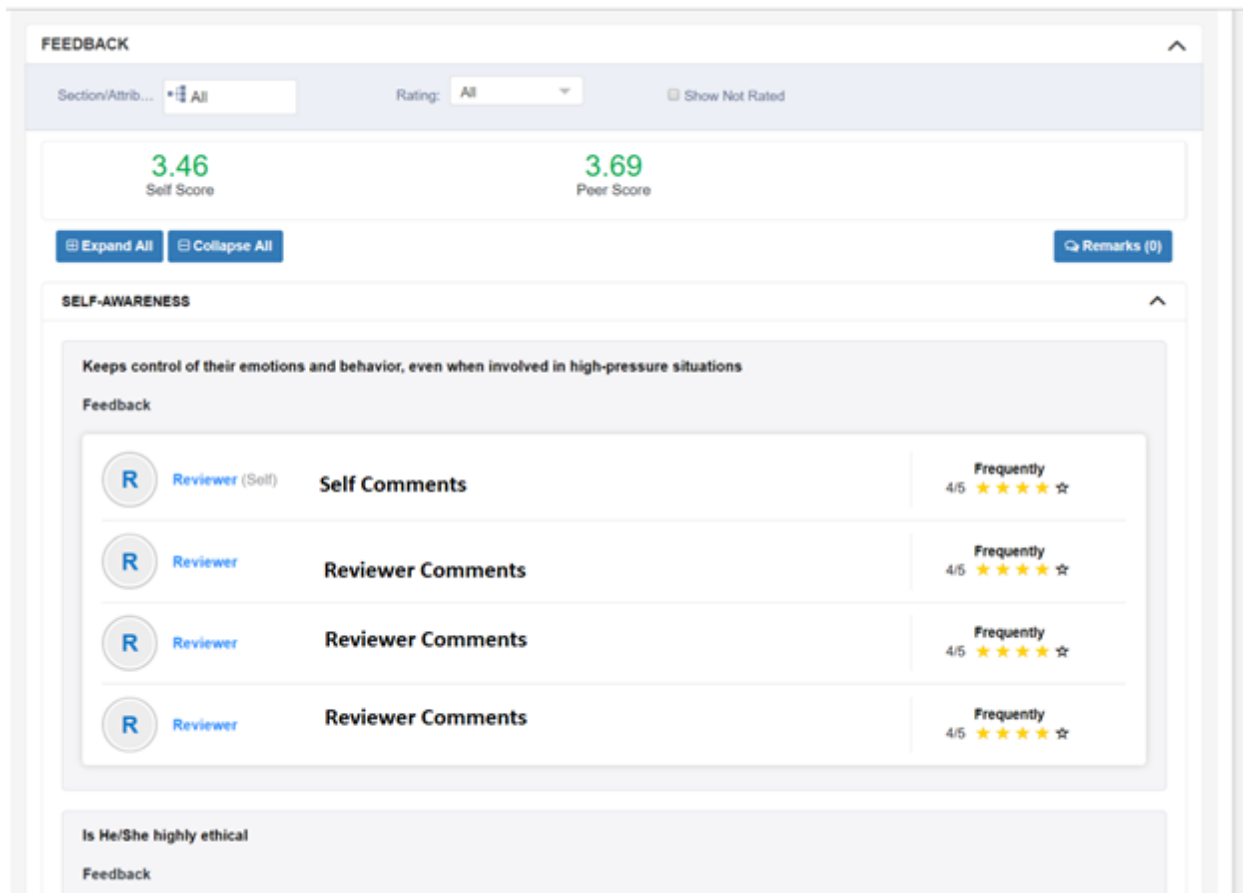 FEEDBACK
Section/Attrib... All Rating: All Show Not Rated
3.46 3.69
Self Score Peer Score
Expand All Collapse All Remarks (0)
SELF-AWARENESS
Keeps control of their emotions and behavior, even when involved in high-pressure situations
Feedback
R Reviewer (Self) Self Comments Frequently
4/5
R Reviewer Reviewer Comments Frequently
4/5
R Reviewer Reviewer Comments Frequently
4/5
R Reviewer Reviewer Comments Frequently
4/5
Is He/She highly ethical
Feedback